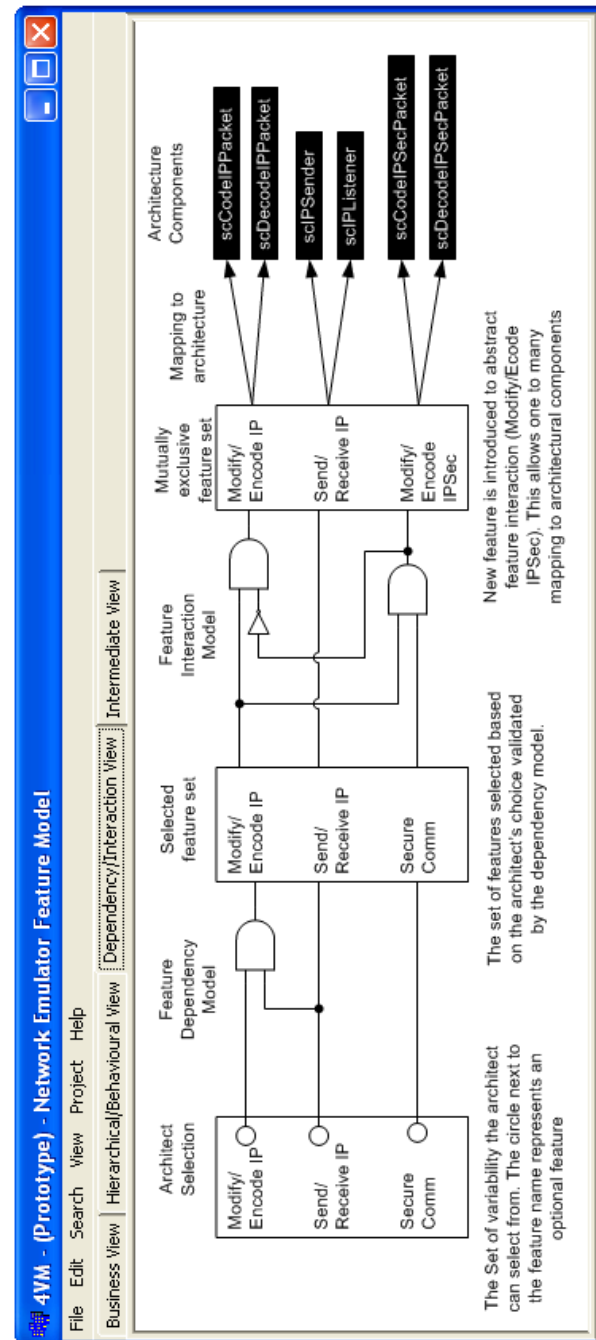 4VM - (Prototype) - Network Emulator Feature Model
File Edit Search View Project Help
Business View Hierarchical/Behavioural View Dependency/Interaction View Intermediate View
Architect
Selection
Feature
Dependency
Model
Selected
feature set
Feature
Interaction
Model
Mutually
exclusive
feature set
Mapping to
architecture
Architecture
Components
Modify/
Encode IP
Send/
Receive IP
Secure
Comm
Modify/
Encode IP
Send/
Receive IP
Secure
Comm
Modify/
Encode IP
Send/
Receive IP
Modify/
Encode
IPSec
scCodeIPPacket
scDecodeIPPacket
scIPSender
scIPListener
scCodeIPSecPacket
scDecodeIPSecPacket
The Set of variability the architect
can select from. The circle next to
the feature name represents an
optional feature
The set of features selected based
on the architect's choice validated
by the dependency model.
New feature is introduced to abstract
feature interaction (Modify/Ecode
IPSec). This allows one to many
mapping to architectural components